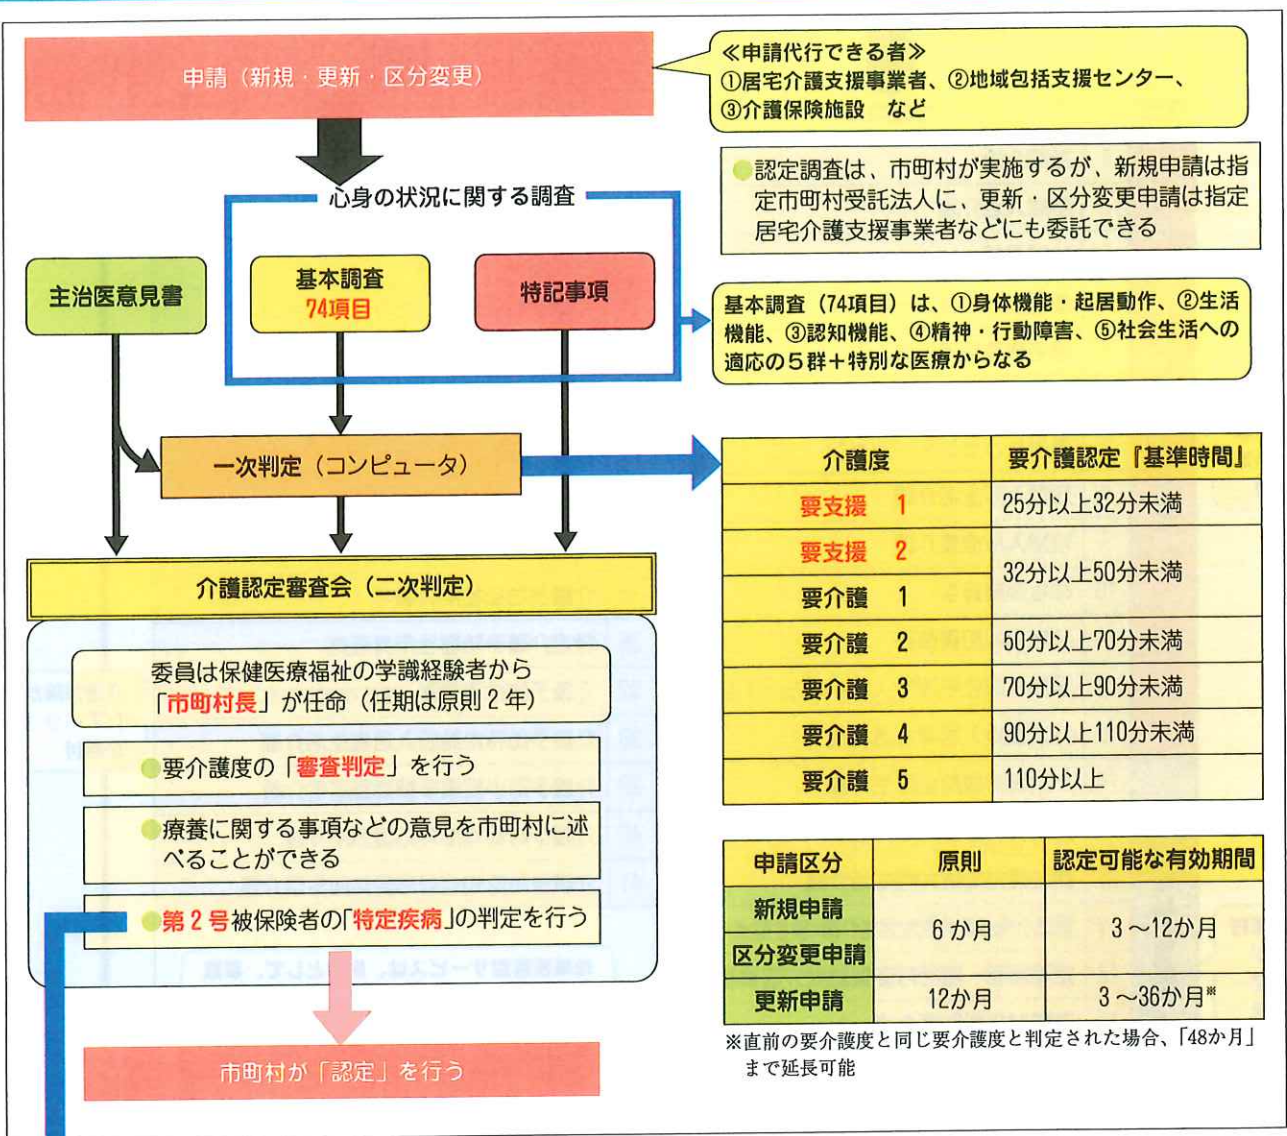 申請（新規・更新・区分変更）
≪申請代行できる者≫
①居宅介護支援事業者、②地域包括支援センター、
③介護保険施設　など
認定調査は、市町村が実施するが、新規申請は指
定市町村受託法人に、更新・区分変更申請は指定
居宅介護支援事業者などにも委託できる
心身の状況に関する調査
主治医意見書
基本調査
74項目
特記事項
基本調査（74項目）は、①身体機能・起居動作、②生活
機能、③認知機能、④精神・行動障害、⑤社会生活への
適応の5群＋特別な医療からなる
一次判定（コンピュータ）
介護認定審査会（二次判定）
委員は保健医療福祉の学識経験者から
「市町村長」が任命（任期は原則2年）
要介護度の「審査判定」を行う
療養に関する事項などの意見を市町村に述
べることができる
第2号被保険者の「特定疾病」の判定を行う
市町村が「認定」を行う
介護度　要介護認定『基準時間』
要支援　1　25分以上32分未満
要支援　2　32分以上50分未満
要介護　1
要介護　2　50分以上70分未満
要介護　3　70分以上90分未満
要介護　4　90分以上110分未満
要介護　5　110分以上
申請区分　原則　認定可能な有効期間
新規申請
区分変更申請　6か月　3～12か月
更新申請　12か月　3～36か月※
※直前の要介護度と同じ要介護度と判定された場合、「48か月」
まで延長可能